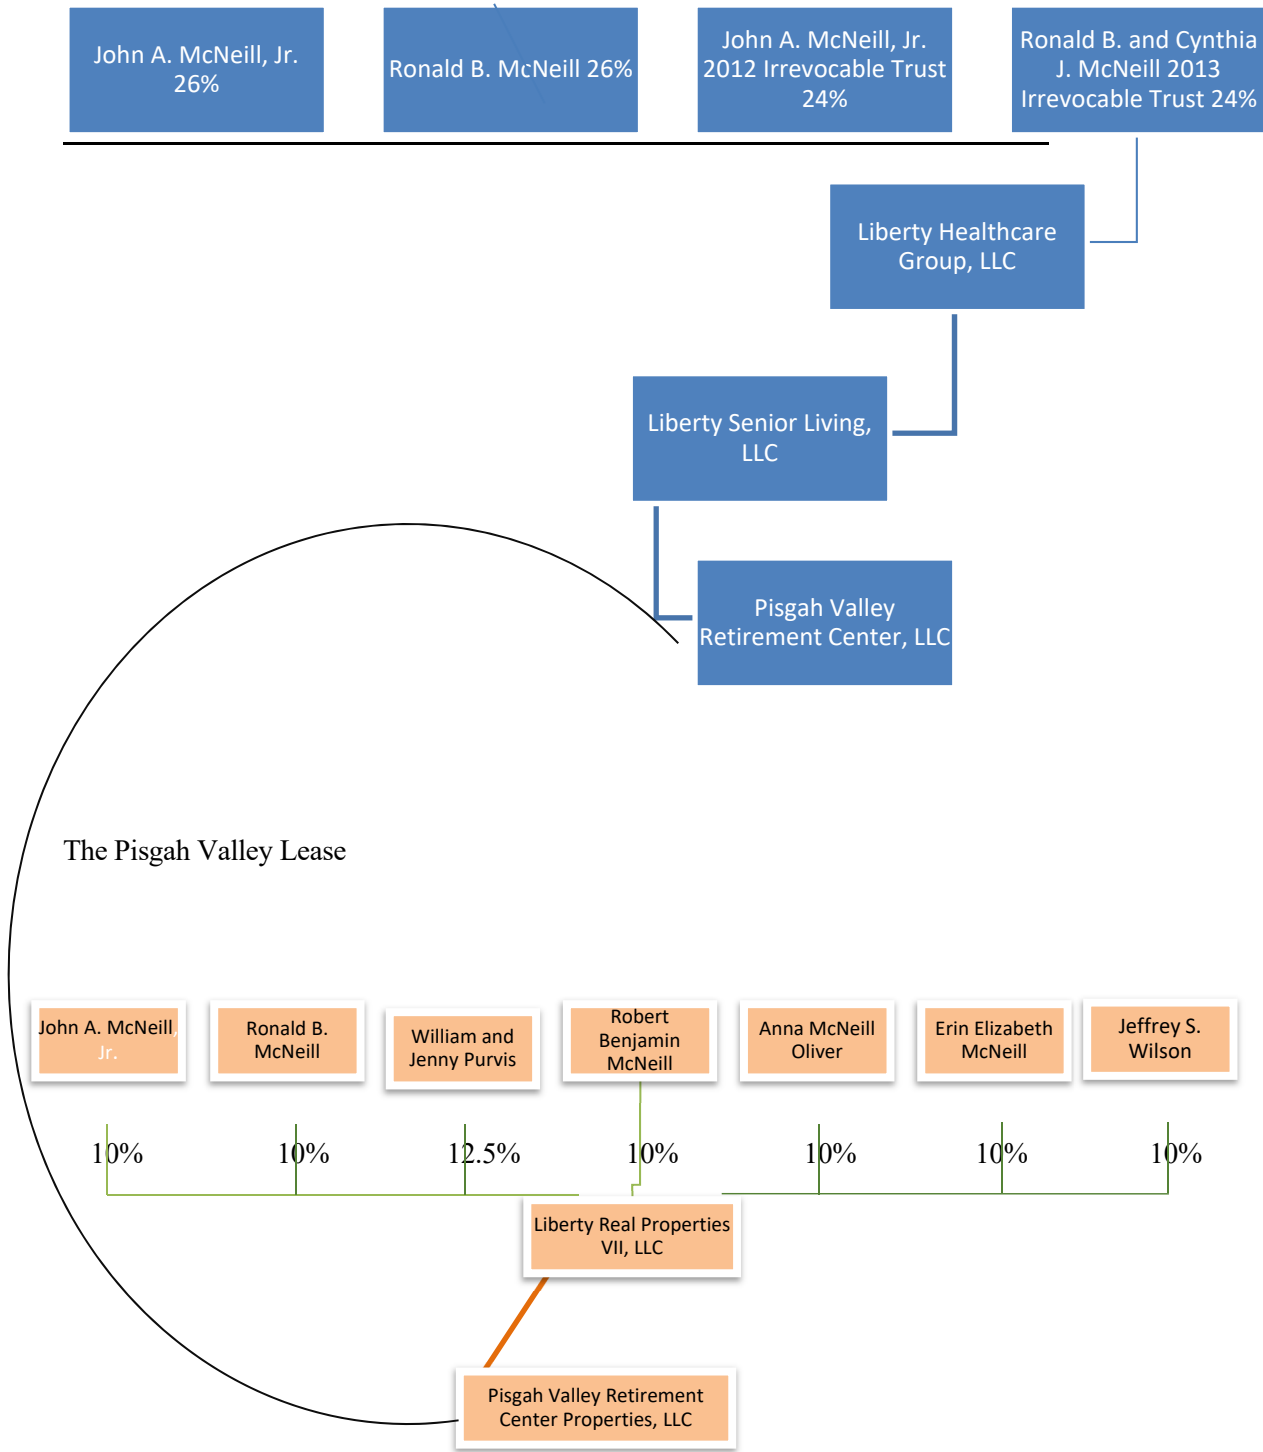 John A. McNeill, Jr.
26%
Ronald B. McNeill 26%
John A. McNeill, Jr.
2012 Irrevocable Trust
24%
Ronald B. and Cynthia
J. McNeill 2013
Irrevocable Trust 24%
Liberty Healthcare
Group, LLC
Liberty Senior Living,
LLC
Pisgah Valley
Retirement Center, LLC
The Pisgah Valley Lease
John A. McNeill,
Jr.
Ronald B.
McNeill
William and
Jenny Purvis
Robert
Benjamin
McNeill
Anna McNeill
Oliver
Erin Elizabeth
McNeill
Jeffrey S.
Wilson
10% 10% 12.5% 10% 10% 10% 10%
Liberty Real Properties
VII, LLC
Pisgah Valley Retirement
Center Properties, LLC